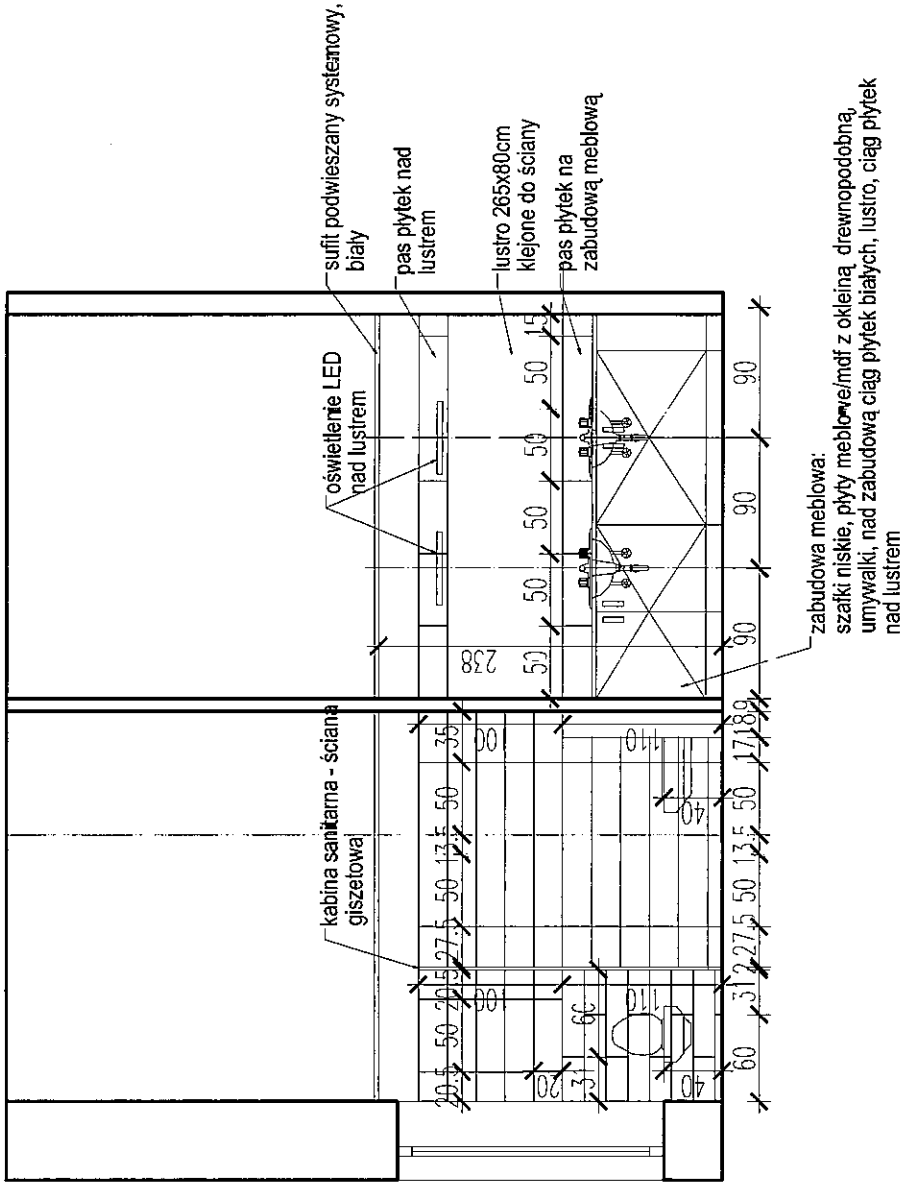 sufit podwieszany systemowy,
biały
pas płytek nad
lustrem
lustro 265x80cm
klejone do ściany
pas płytek na
zabudową meblową
oświetlenie LED
nad lustrem
kabina sanitarna - ściana
giszetowa
zabudowa meblowa:
szafki niskie, płyty meblowe/mdf z okleiną drewnopodobną,
umywalki, nad zabudową ciąg płytek białych, lustro, ciąg płytek
nad lustrem
238
50 50 50 50 50 15
90 90 90
20.5 50 20.5 27.5 50 13.5 50 35
100
110
60
31
20
40
100
110
40
60 31 2 27.5 50 13.5 50 17 18 9